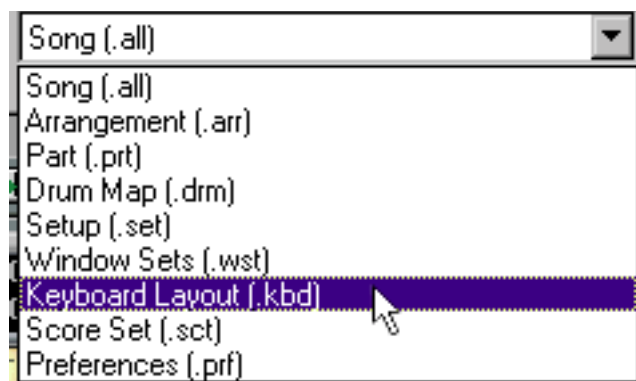 Song (.all)
Song (.all)
Arrangement (.arr)
Part (.prt)
Drum Map (.drm)
Setup (.set)
Window Sets (.wst)
Keyboard Layout (.kbd)
Score Set (.sct)
Preferences (.prf)